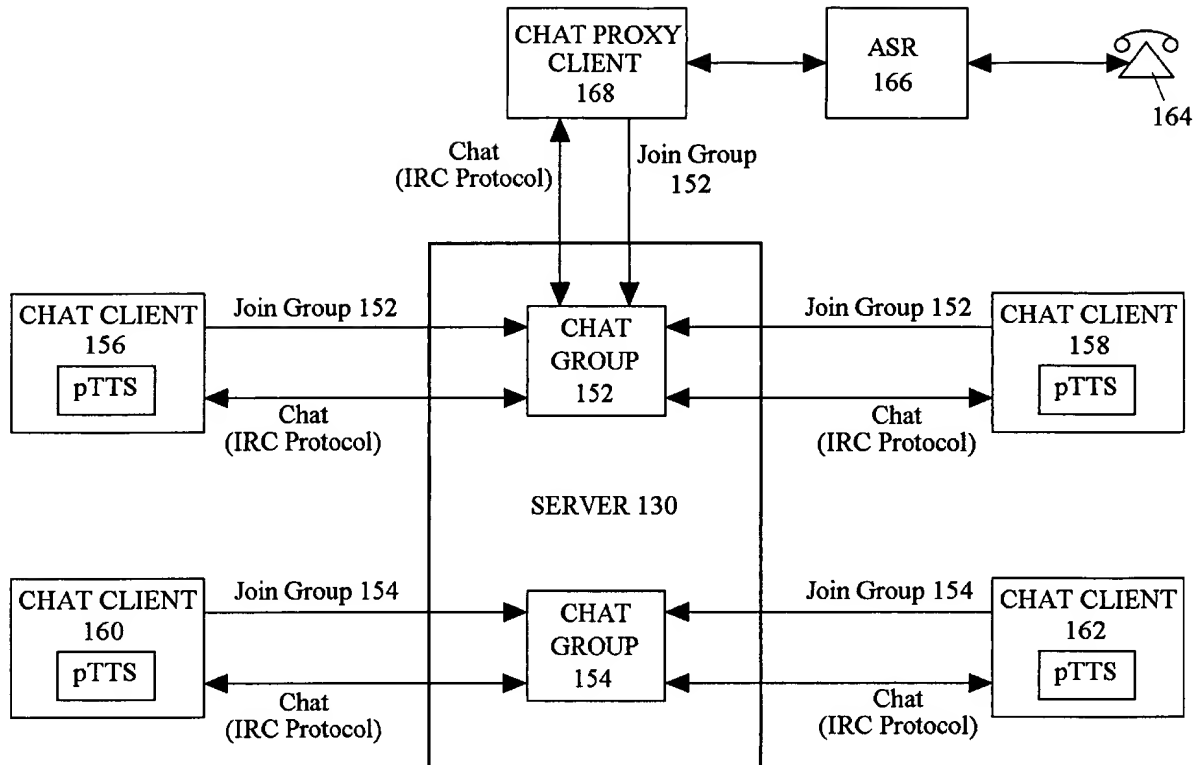 CHAT PROXY
CLIENT
168
ASR
166
164
Chat
(IRC Protocol)
Join Group
152
CHAT CLIENT
156
pTTS
Join Group 152
Chat
(IRC Protocol)
CHAT
GROUP
152
Join Group 152
Chat
(IRC Protocol)
CHAT CLIENT
158
pTTS
SERVER 130
CHAT CLIENT
160
pTTS
Join Group 154
Chat
(IRC Protocol)
CHAT
GROUP
154
Join Group 154
Chat
(IRC Protocol)
CHAT CLIENT
162
pTTS